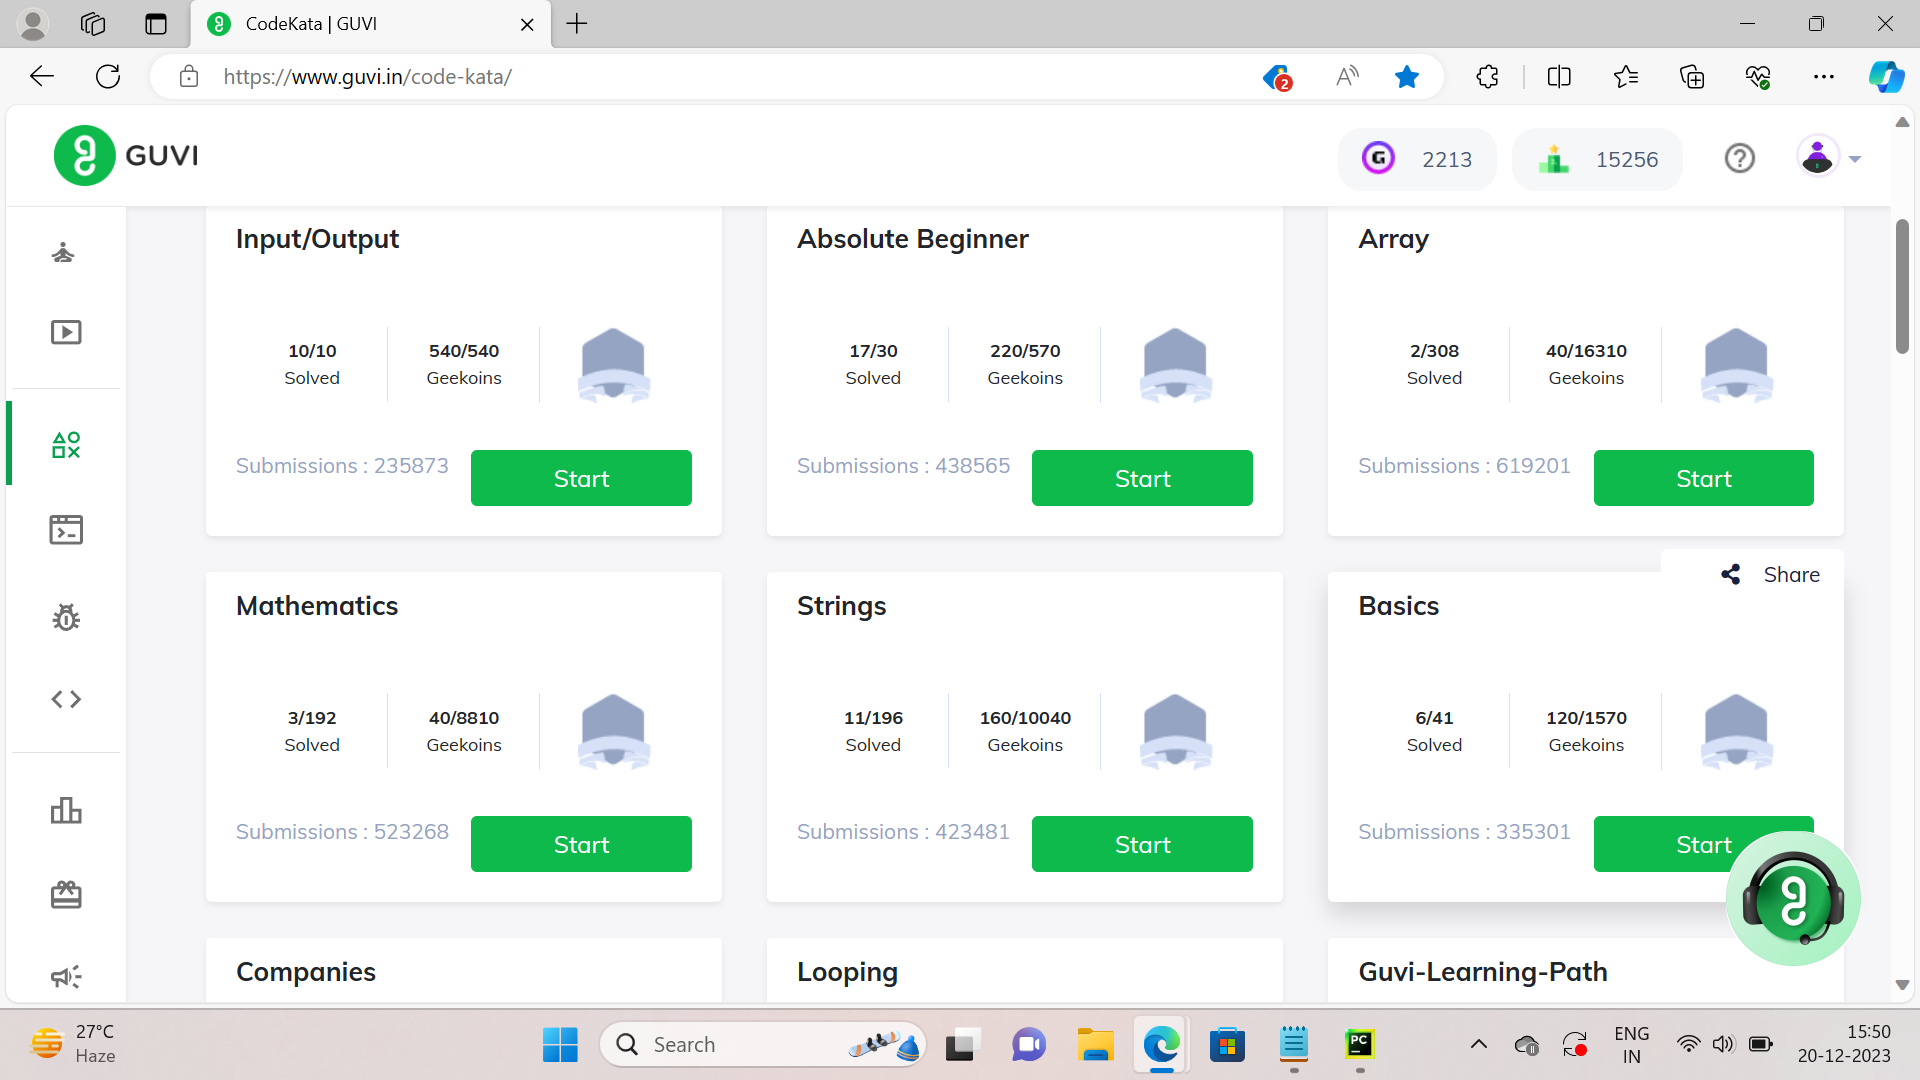 CodeKata | GUVI
https://www.guvi.in/code-kata/
2
GUVI
G
2213
15256
Input/Output
Absolute Beginner
Array
10/10
Solved
540/540
Geekoins
17/30
Solved
220/570
Geekoins
2/308
Solved
40/16310
Geekoins
Submissions : 235873
Start
Submissions : 438565
Start
Submissions : 619201
Start
Share
Mathematics
Strings
Basics
3/192
Solved
40/8810
Geekoins
11/196
Solved
160/10040
Geekoins
6/41
Solved
120/1570
Geekoins
Submissions : 523268
Start
Submissions : 423481
Start
Submissions : 335301
Start
Companies
Looping
Guvi-Learning-Path
27°C
Haze
Search
PC
ENG
IN
15:50
20-12-2023